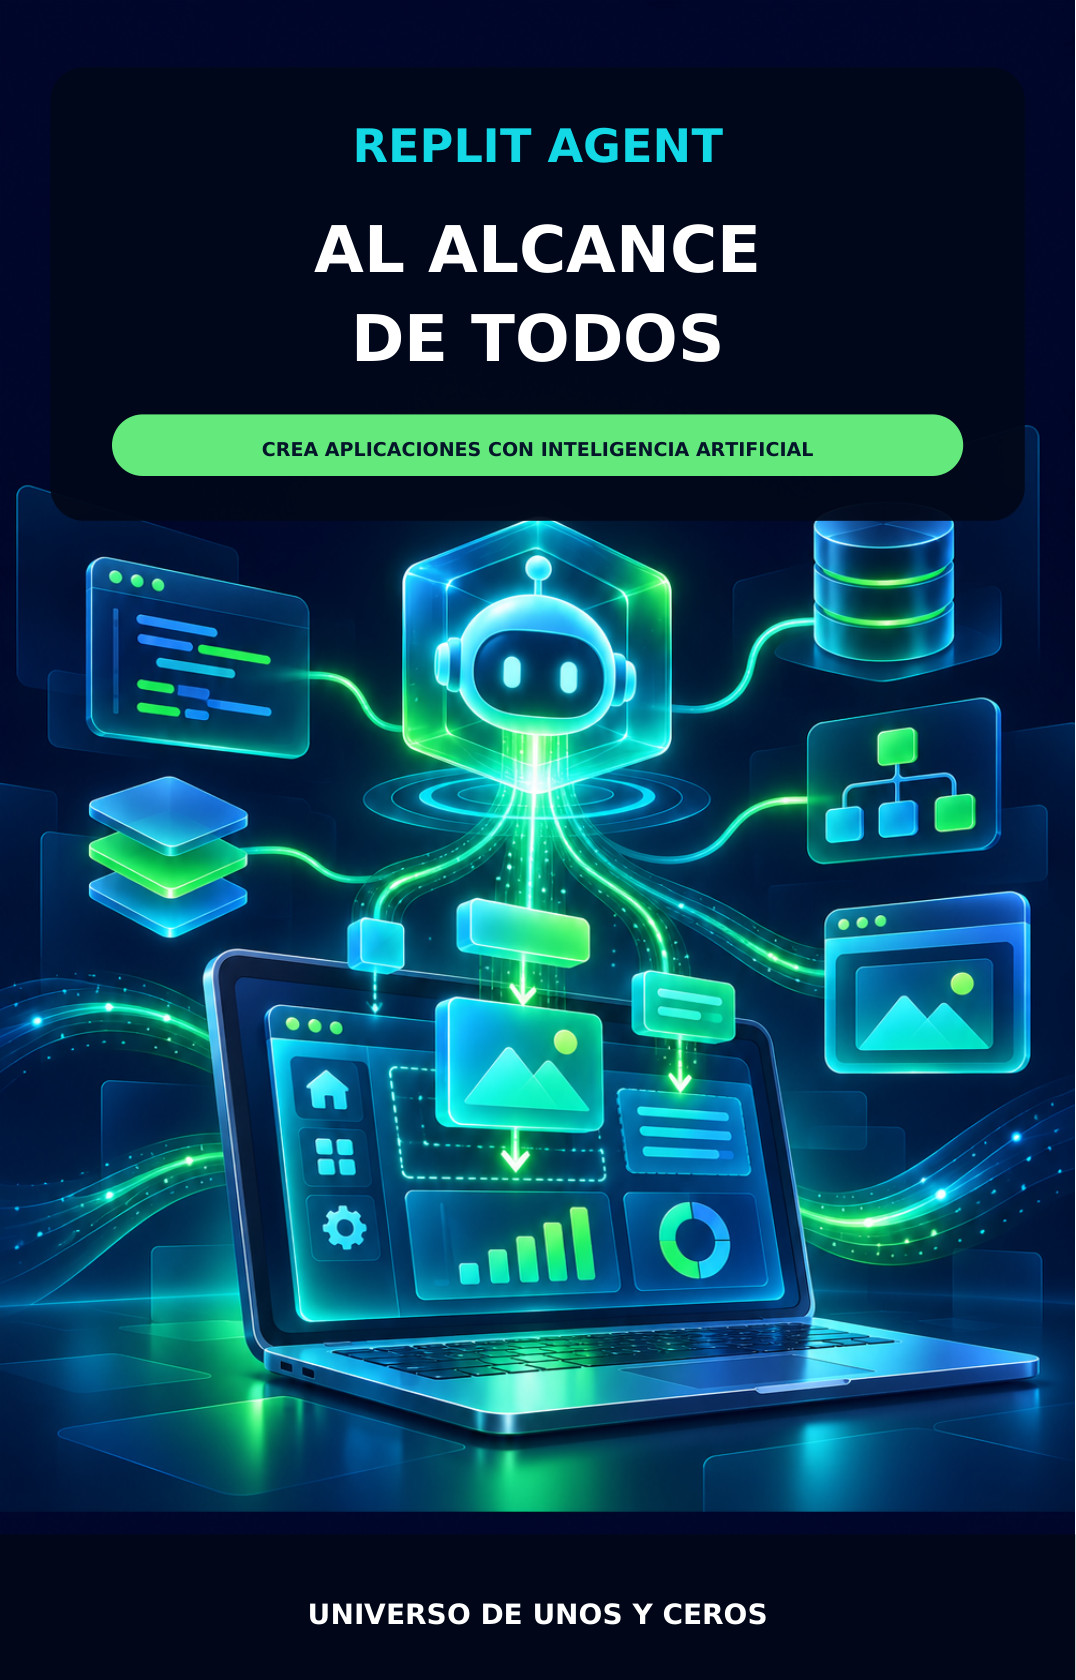 REPLIT AGENT
AL ALCANCE
DE TODOS
CREA APLICACIONES CON INTELIGENCIA ARTIFICIAL
UNIVERSO DE UNOS Y CEROS